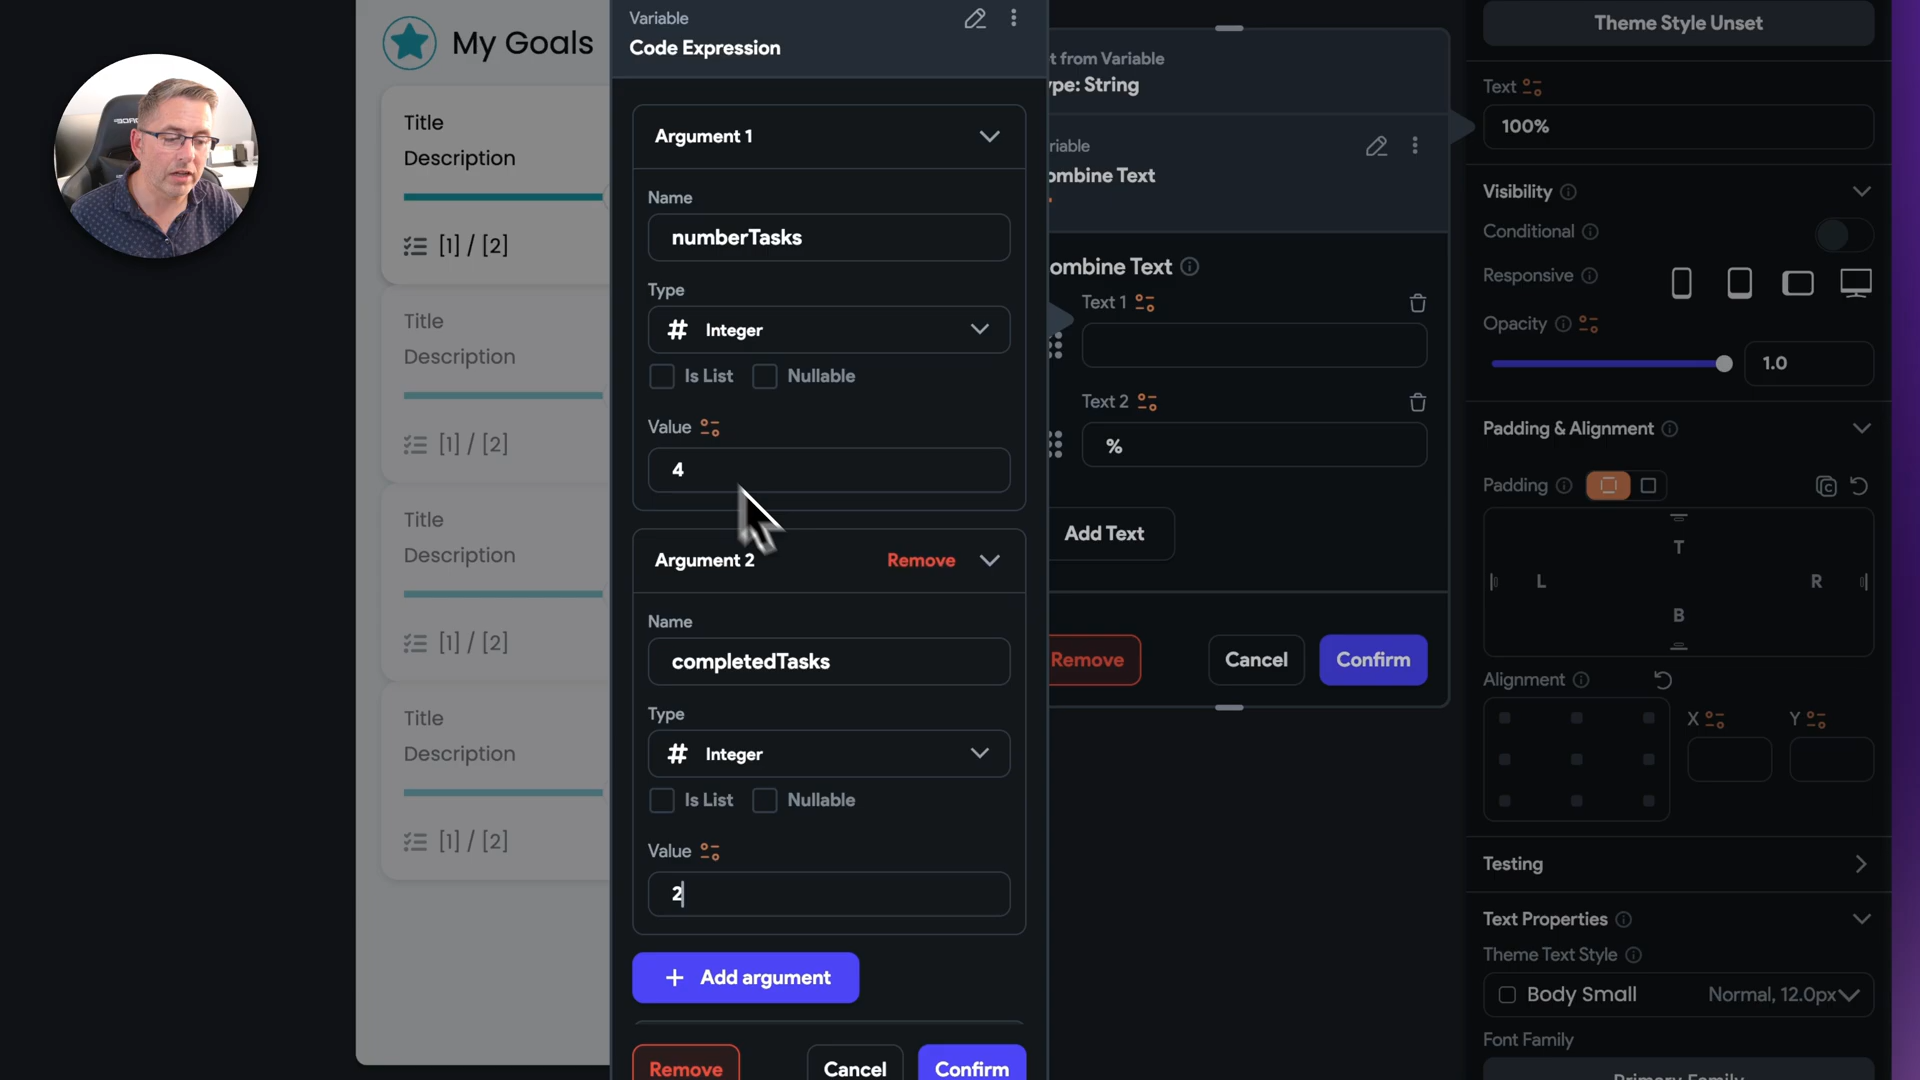 My Goals
Title
Description
[1] / [2]
Title
Description
[1] / [2]
Title
Description
[1] / [2]
Title
Description
[1] / [2]
Variable
Code Expression
Argument 1
Name
numberTasks
Type
Integer
Is List
Nullable
Value
4
Argument 2
Remove
Name
completedTasks
Type
Integer
Is List
Nullable
Value
2
Add argument
Remove
Cancel
Confirm
t from Variable
ype: String
riable
ombine Text
ombine Text
Text 1
Text 2
%
Add Text
Remove
Cancel
Confirm
Theme Style Unset
Text
100%
Visibility
Conditional
Responsive
Opacity
1.0
Padding & Alignment
Padding
T
L
R
B
Alignment
X
Y
Testing
Text Properties
Theme Text Style
Body Small
Normal, 12.0px
Font Family
Primary Family